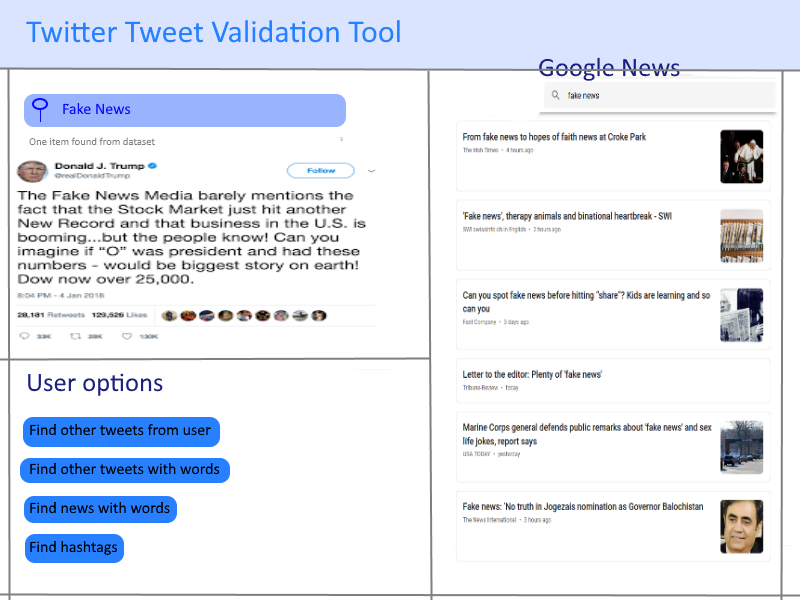 Twitter Tweet Validation Tool
Fake News
One item found from dataset
Donald J. Trump
@realDonaldTrump
Follow
The Fake News Media barely mentions the
fact that the Stock Market just hit another
New Record and that business in the U.S. is
booming...but the people know! Can you
imagine if “O” was president and had these
numbers - would be biggest story on earth!
Dow now over 25,000.
8:04 PM - 4 Jan 2018
28,181 Retweets 129,526 Likes
33K 28K 130K
User options
Find other tweets from user
Find other tweets with words
Find news with words
Find hashtags
Google News
fake news
From fake news to hopes of faith news at Croke Park
The Irish Times • 4 hours ago
'Fake news', therapy animals and binational heartbreak - SWI
SWI swissinfo.ch in English • 2 hours ago
Can you spot fake news before hitting "share"? Kids are learning and so
can you
Fast Company • 3 days ago
Letter to the editor: Plenty of 'fake news'
Tribune-Review • today
Marine Corps general defends public remarks about 'fake news' and sex
life jokes, report says
USA TODAY • yesterday
Fake news: 'No truth in Jogezais nomination as Governor Balochistan
The News International • 3 hours ago